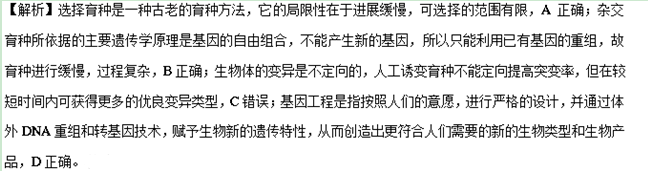 【解析】选择育种是一种古老的育种方法，它的局限性在于进展缓慢，可选择的范围有限，A 正确；杂交
育种所依据的主要遗传学原理是基因的自由组合，不能产生新的基因，所以只能利用已有基因的重组，故
育种进行缓慢，过程复杂，B正确；生物体的变异是不定向的，人工诱变育种不能定向提高突变率，但在较
短时间内可获得更多的优良变异类型，C错误；基因工程是指按照人们的意愿，进行严格的设计，并通过体
外 DNA 重组和转基因技术，赋予生物新的遗传特性，从而创造出更符合人们需要的新的生物类型和生物产
品，D正确。